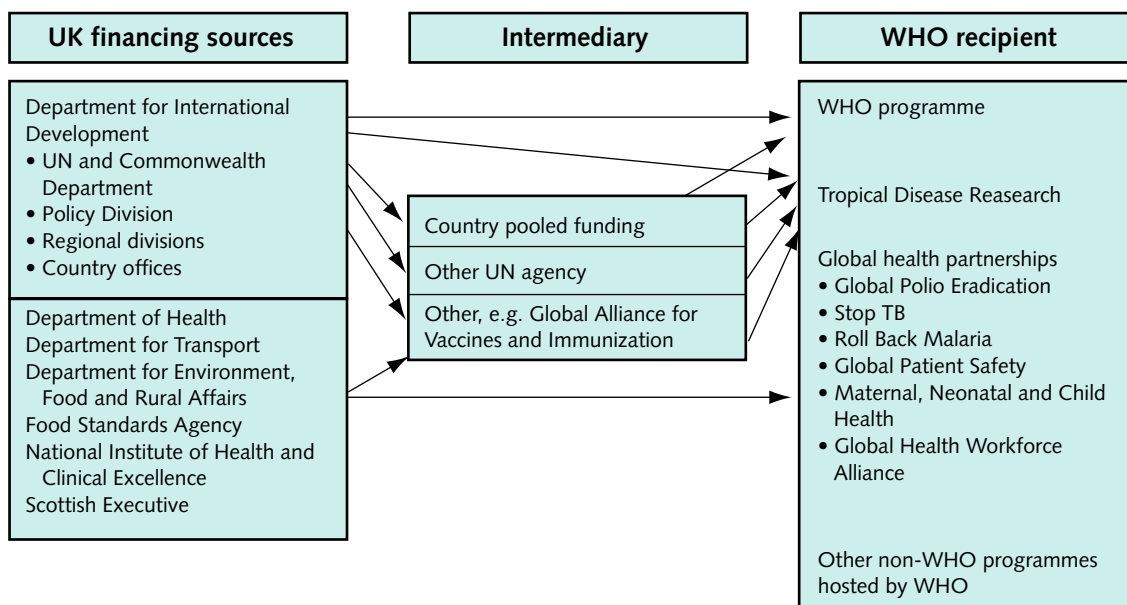 UK financing sources
Intermediary
WHO recipient
Department for International
Development
• UN and Commonwealth
Department
• Policy Division
• Regional divisions
• Country offices
Department of Health
Department for Transport
Department for Environment,
Food and Rural Affairs
Food Standards Agency
National Institute of Health and
Clinical Excellence
Scottish Executive
Country pooled funding
Other UN agency
Other, e.g. Global Alliance for
Vaccines and Immunization
WHO programme
Tropical Disease Reasearch
Global health partnerships
• Global Polio Eradication
• Stop TB
• Roll Back Malaria
• Global Patient Safety
• Maternal, Neonatal and Child
Health
• Global Health Workforce
Alliance
Other non-WHO programmes
hosted by WHO